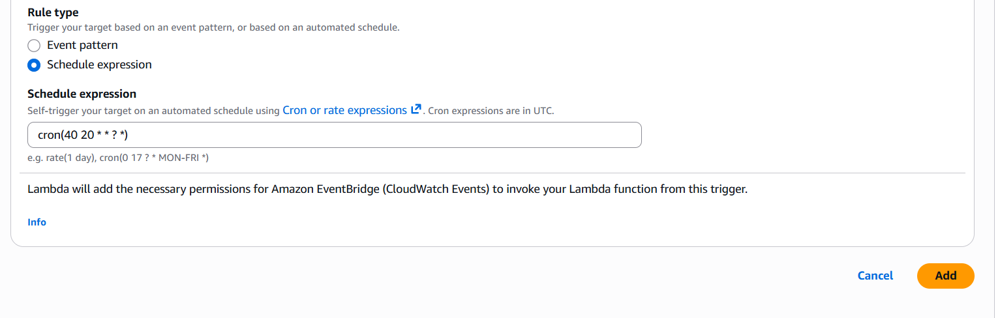 Rule type
Trigger your target based on an event pattern, or based on an automated schedule.
Event pattern
Schedule expression
Schedule expression
Self-trigger your target on an automated schedule using Cron or rate expressions . Cron expressions are in UTC.
cron(40 20 * * ? *)
e.g. rate(1 day), cron(0 17 ? * MON-FRI *)
Lambda will add the necessary permissions for Amazon EventBridge (CloudWatch Events) to invoke your Lambda function from this trigger.
Info
Cancel Add